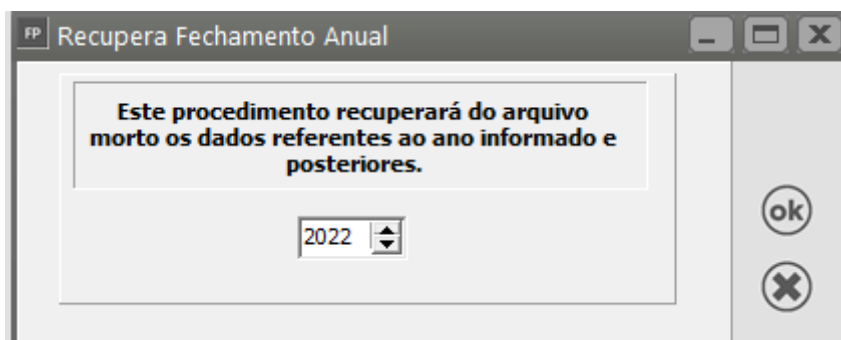 FP Recupera Fechamento Anual
Este procedimento recuperará do arquivo
morto os dados referentes ao ano informado e
posteriores.
2022
ok